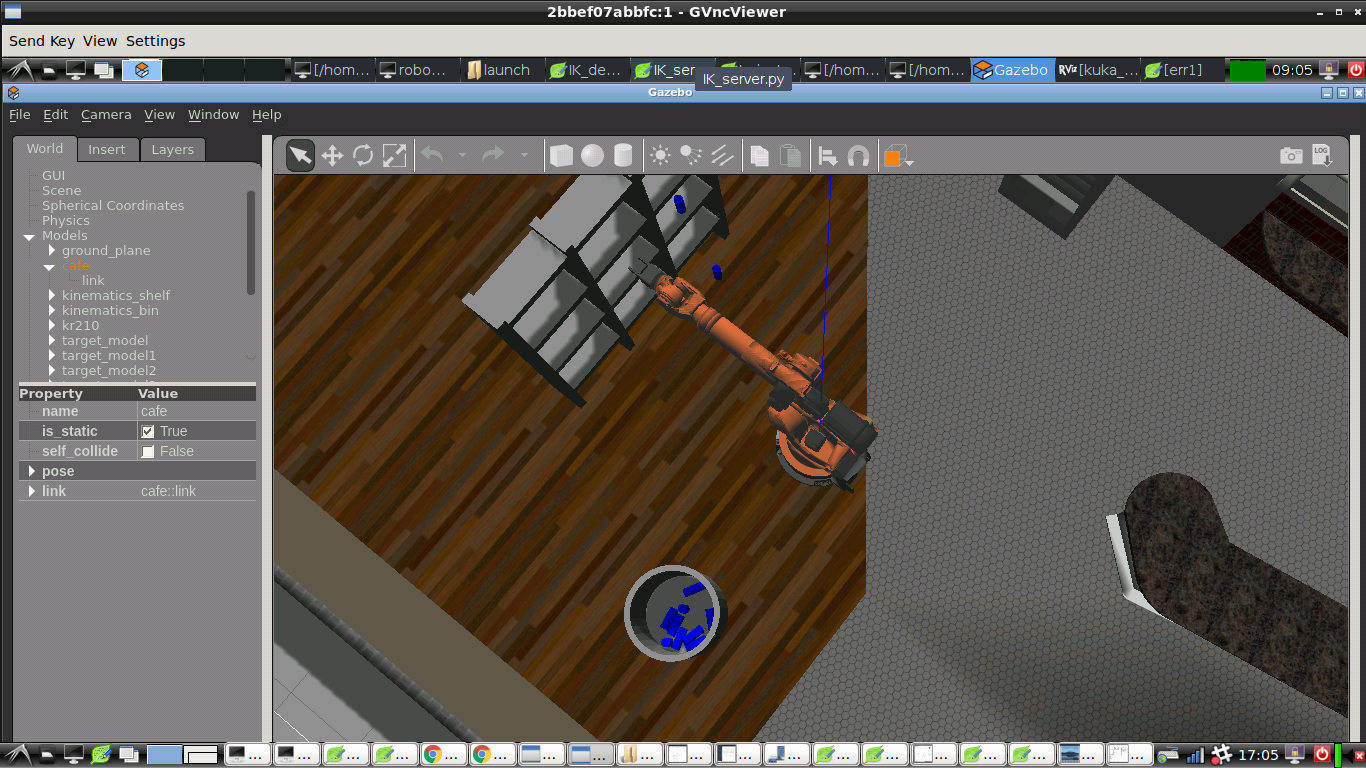 2bbef07abbfc:1 - GVncViewer
Send Key View Settings
[/hom... robo... launch IK_de... IK_ser [/hom... [/hom... Gazebo RViz [kuka_... [err1] 09:05
IK_server.py
Gazebo
File Edit Camera View Window Help
World Insert Layers
LOG
GUI
Scene
Spherical Coordinates
Physics
Models
ground_plane
cafe
link
kinematics_shelf
kinematics_bin
kr210
target_model
target_model1
target_model2
Property Value
name cafe
is_static True
self_collide False
pose
link cafe::link
... ... ... ... ... ... ... ... ... ... ... ... ... ... ... ... ... ... 17:05